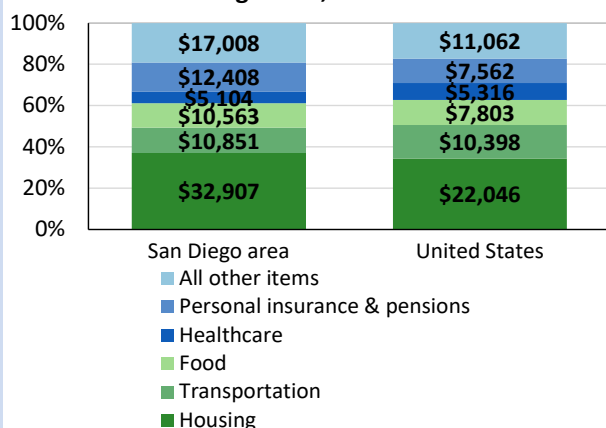 100%
80%
60%
40%
20%
0%
$17,008
$12,408
$5,104
$10,563
$10,851
$32,907
$11,062
$7,562
$5,316
$7,803
$10,398
$22,046
San Diego area
United States
All other items
Personal insurance & pensions
Healthcare
Food
Transportation
Housing